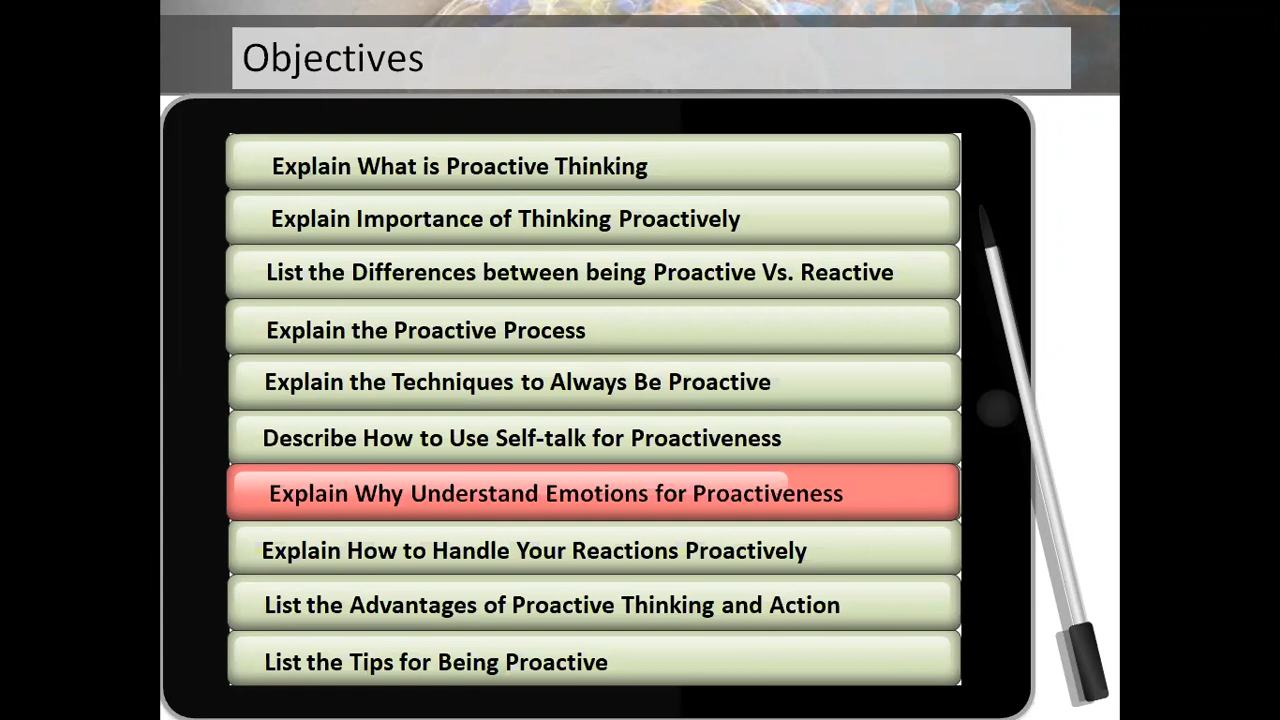 Objectives
Explain What is Proactive Thinking
Explain Importance of Thinking Proactively
List the Differences between being Proactive Vs. Reactive
Explain the Proactive Process
Explain the Techniques to Always Be Proactive
Describe How to Use Self-talk for Proactiveness
Explain Why Understand Emotions for Proactiveness
Explain How to Handle Your Reactions Proactively
List the Advantages of Proactive Thinking and Action
List the Tips for Being Proactive